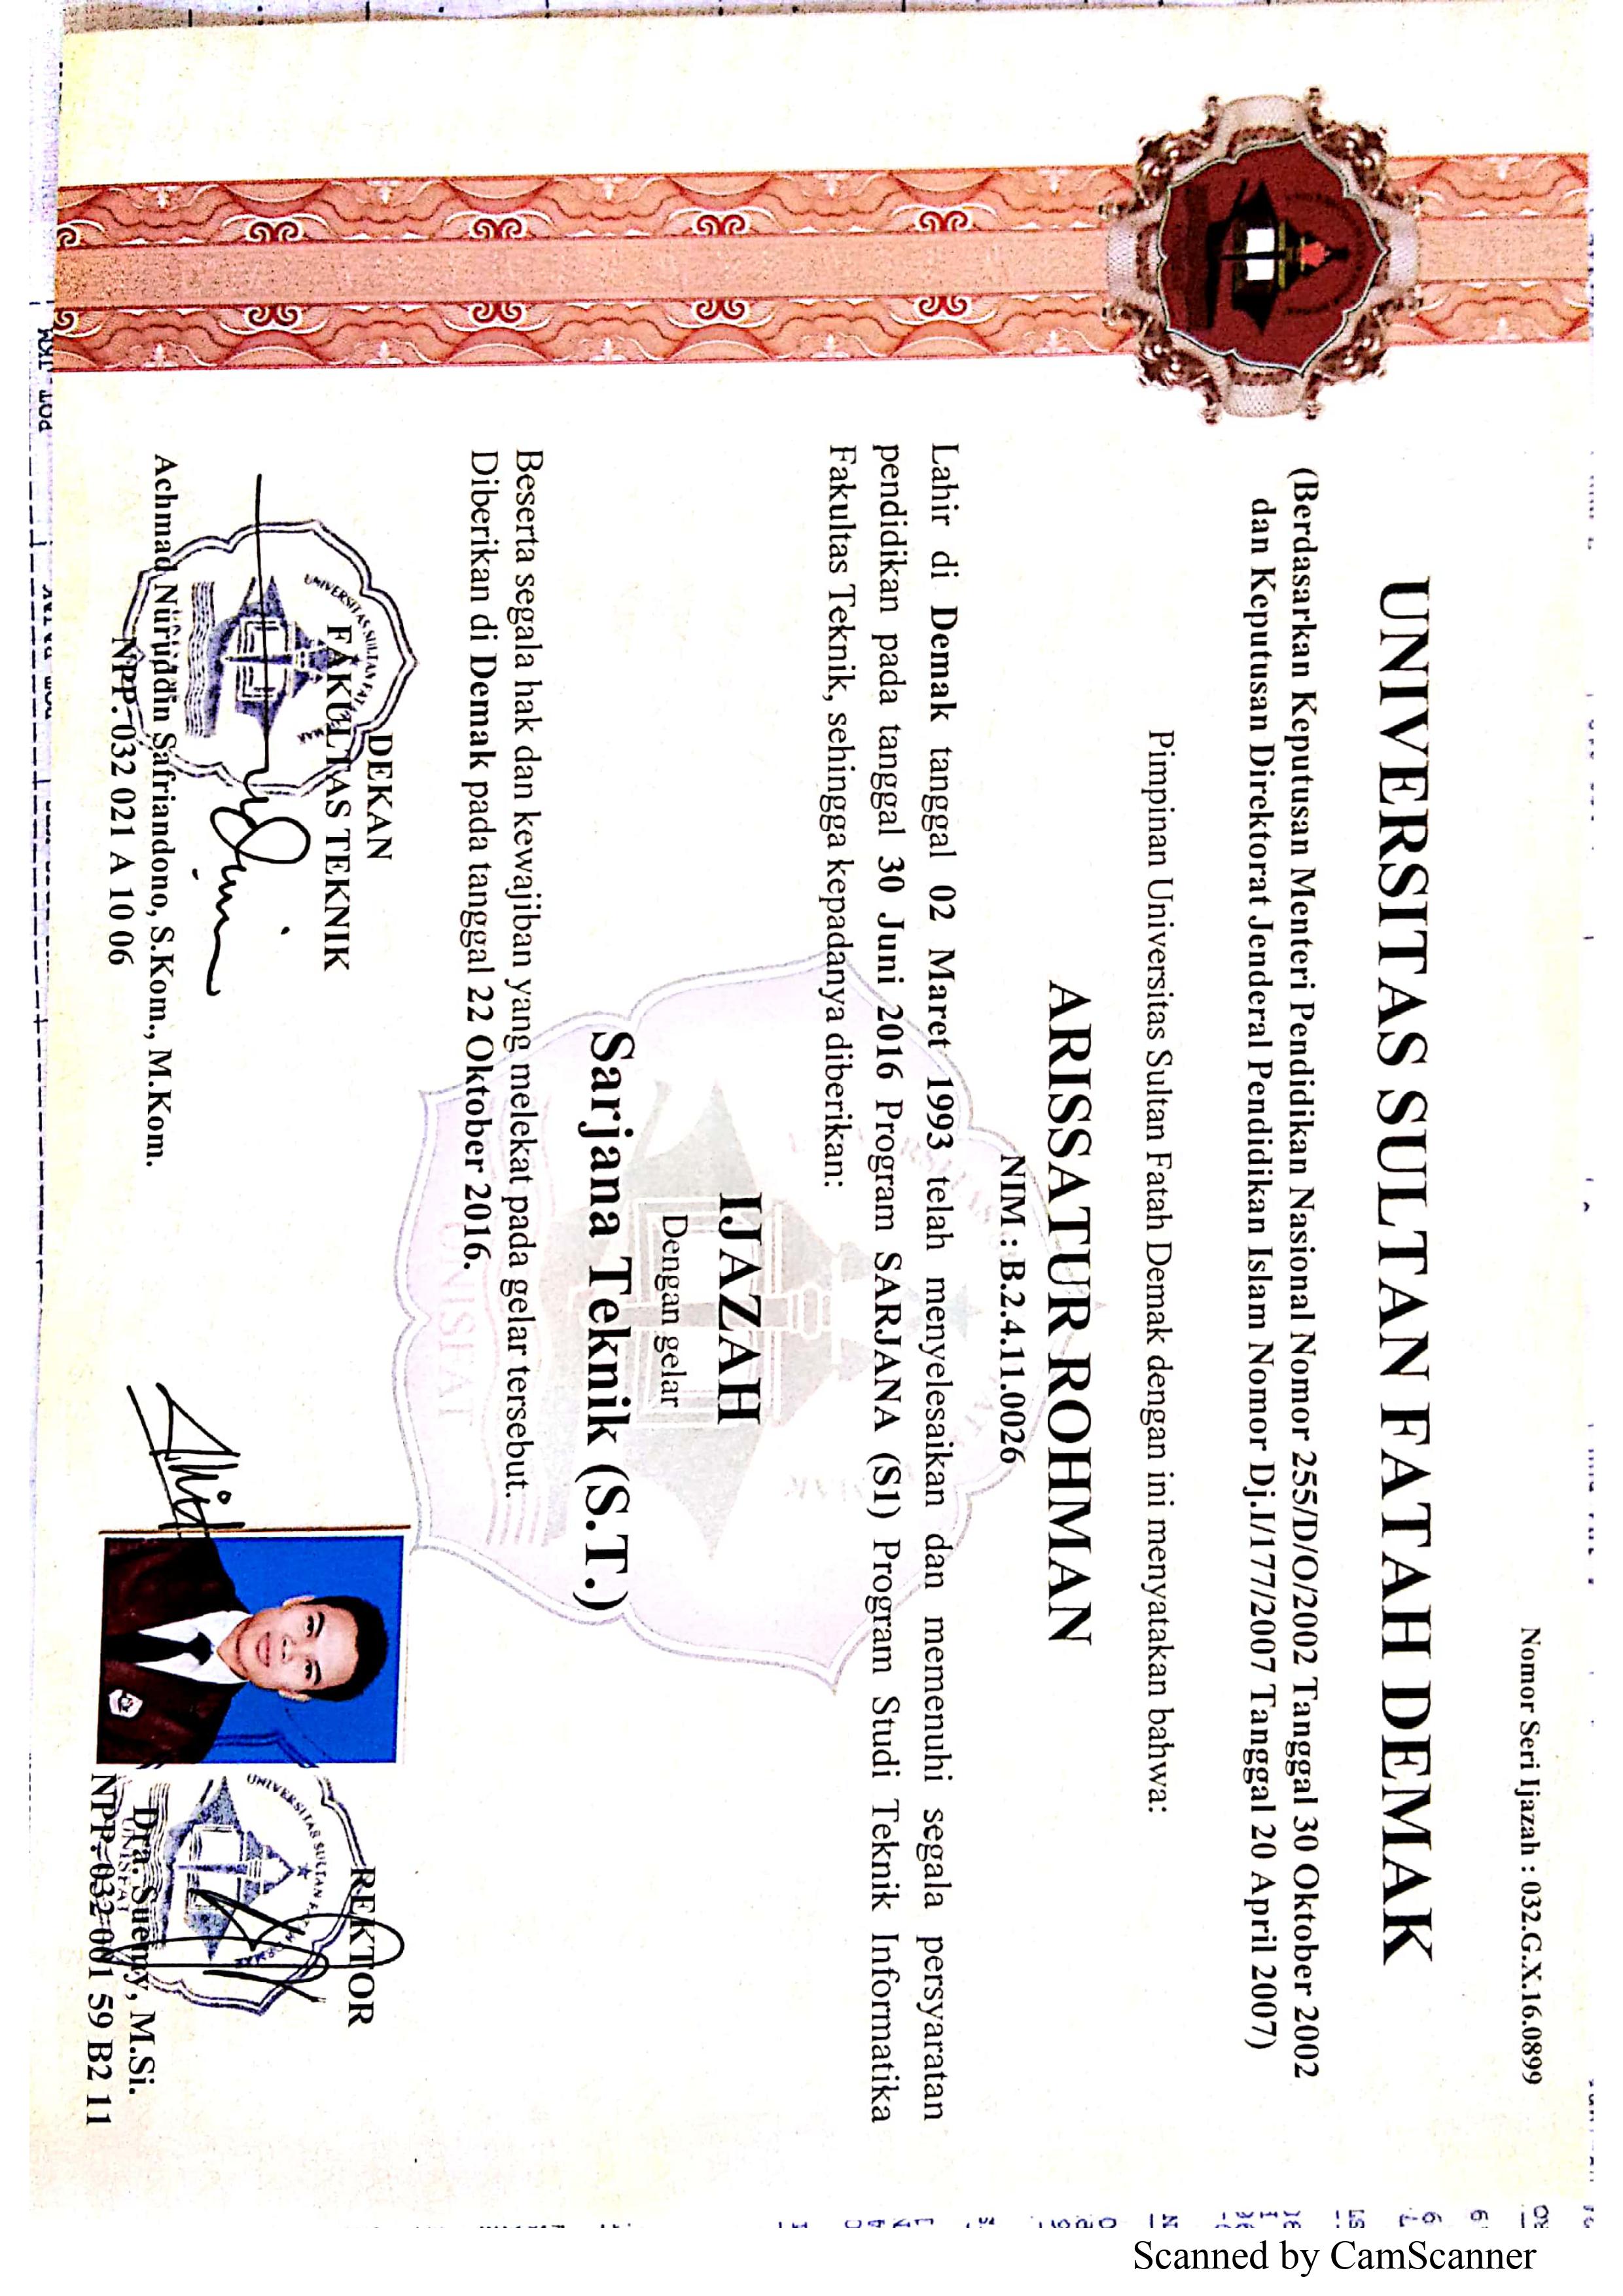 Nomor Seri Ijazah : 032.G.X.16.0899
UNIVERSITAS SULTAN FATAH DEMAK
(Berdasarkan Keputusan Menteri Pendidikan Nasional Nomor 255/D/O/2002 Tanggal 30 Oktober 2002
dan Keputusan Direktorat Jenderal Pendidikan Islam Nomor Dj.I/177/2007 Tanggal 20 April 2007)
Pimpinan Universitas Sultan Fatah Demak dengan ini menyatakan bahwa:
ARISSATUR ROHMAN
NIM : B.2.4.11.0026
Lahir di Demak tanggal 02 Maret 1993 telah menyelesaikan dan memenuhi segala persyaratan
pendidikan pada tanggal 30 Juni 2016 Program SARJANA (S1) Program Studi Teknik Informatika
Fakultas Teknik, sehingga kepadanya diberikan:
IJAZAH
Dengan gelar
Sarjana Teknik (S.T.)
Beserta segala hak dan kewajiban yang melekat pada gelar tersebut.
Diberikan di Demak pada tanggal 22 Oktober 2016.
DEKAN
FAKULTAS TEKNIK
Achmad Nuruddin Safriandono, S.Kom., M.Kom.
NPP. 032 021 A 10 06
REKTOR
Dra. Suemy, M.Si.
NPP. 032 001 59 B2 11
UNISFAT
Scanned by CamScanner